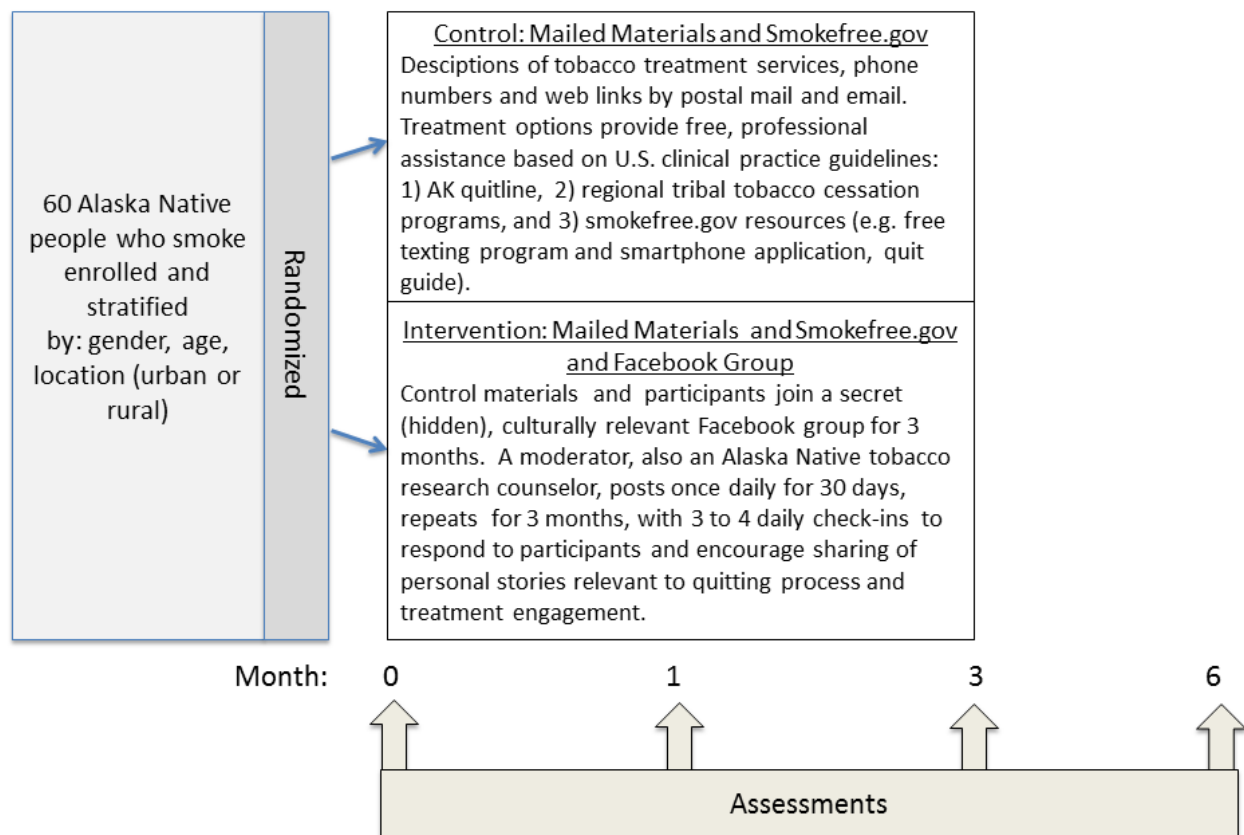 60 Alaska Native
people who smoke
enrolled and
stratified
by: gender, age,
location (urban or
rural)
Randomized
Control: Mailed Materials and Smokefree.gov
Desciptions of tobacco treatment services, phone
numbers and web links by postal mail and email.
Treatment options provide free, professional
assistance based on U.S. clinical practice guidelines:
1) AK quitline, 2) regional tribal tobacco cessation
programs, and 3) smokefree.gov resources (e.g. free
texting program and smartphone application, quit
guide).
Intervention: Mailed Materials and Smokefree.gov
and Facebook Group
Control materials and participants join a secret
(hidden), culturally relevant Facebook group for 3
months. A moderator, also an Alaska Native tobacco
research counselor, posts once daily for 30 days,
repeats for 3 months, with 3 to 4 daily check-ins to
respond to participants and encourage sharing of
personal stories relevant to quitting process and
treatment engagement.
Month: 0 1 3 6
Assessments